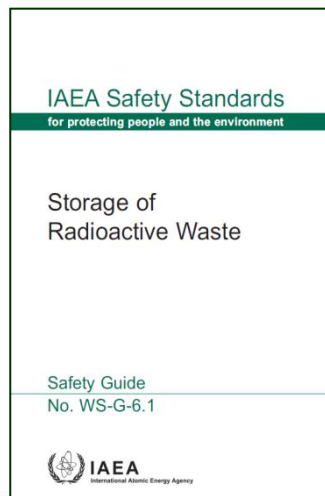 IAEA Safety Standards
for protecting people and the environment
Storage of
Radioactive Waste
Safety Guide
No. WS-G-6.1
IAEA
International Atomic Energy Agency